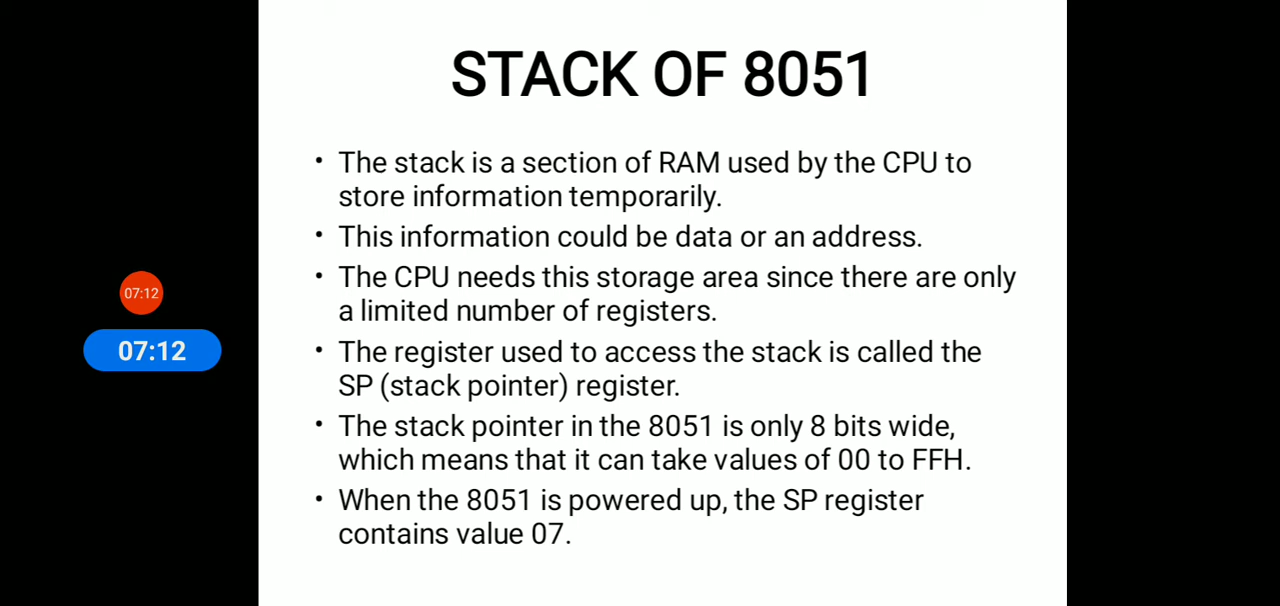 STACK OF 8051
• The stack is a section of RAM used by the CPU to
store information temporarily.
• This information could be data or an address.
• The CPU needs this storage area since there are only
a limited number of registers.
• The register used to access the stack is called the
SP (stack pointer) register.
• The stack pointer in the 8051 is only 8 bits wide,
which means that it can take values of 00 to FFH.
• When the 8051 is powered up, the SP register
contains value 07.
07:12
07:12